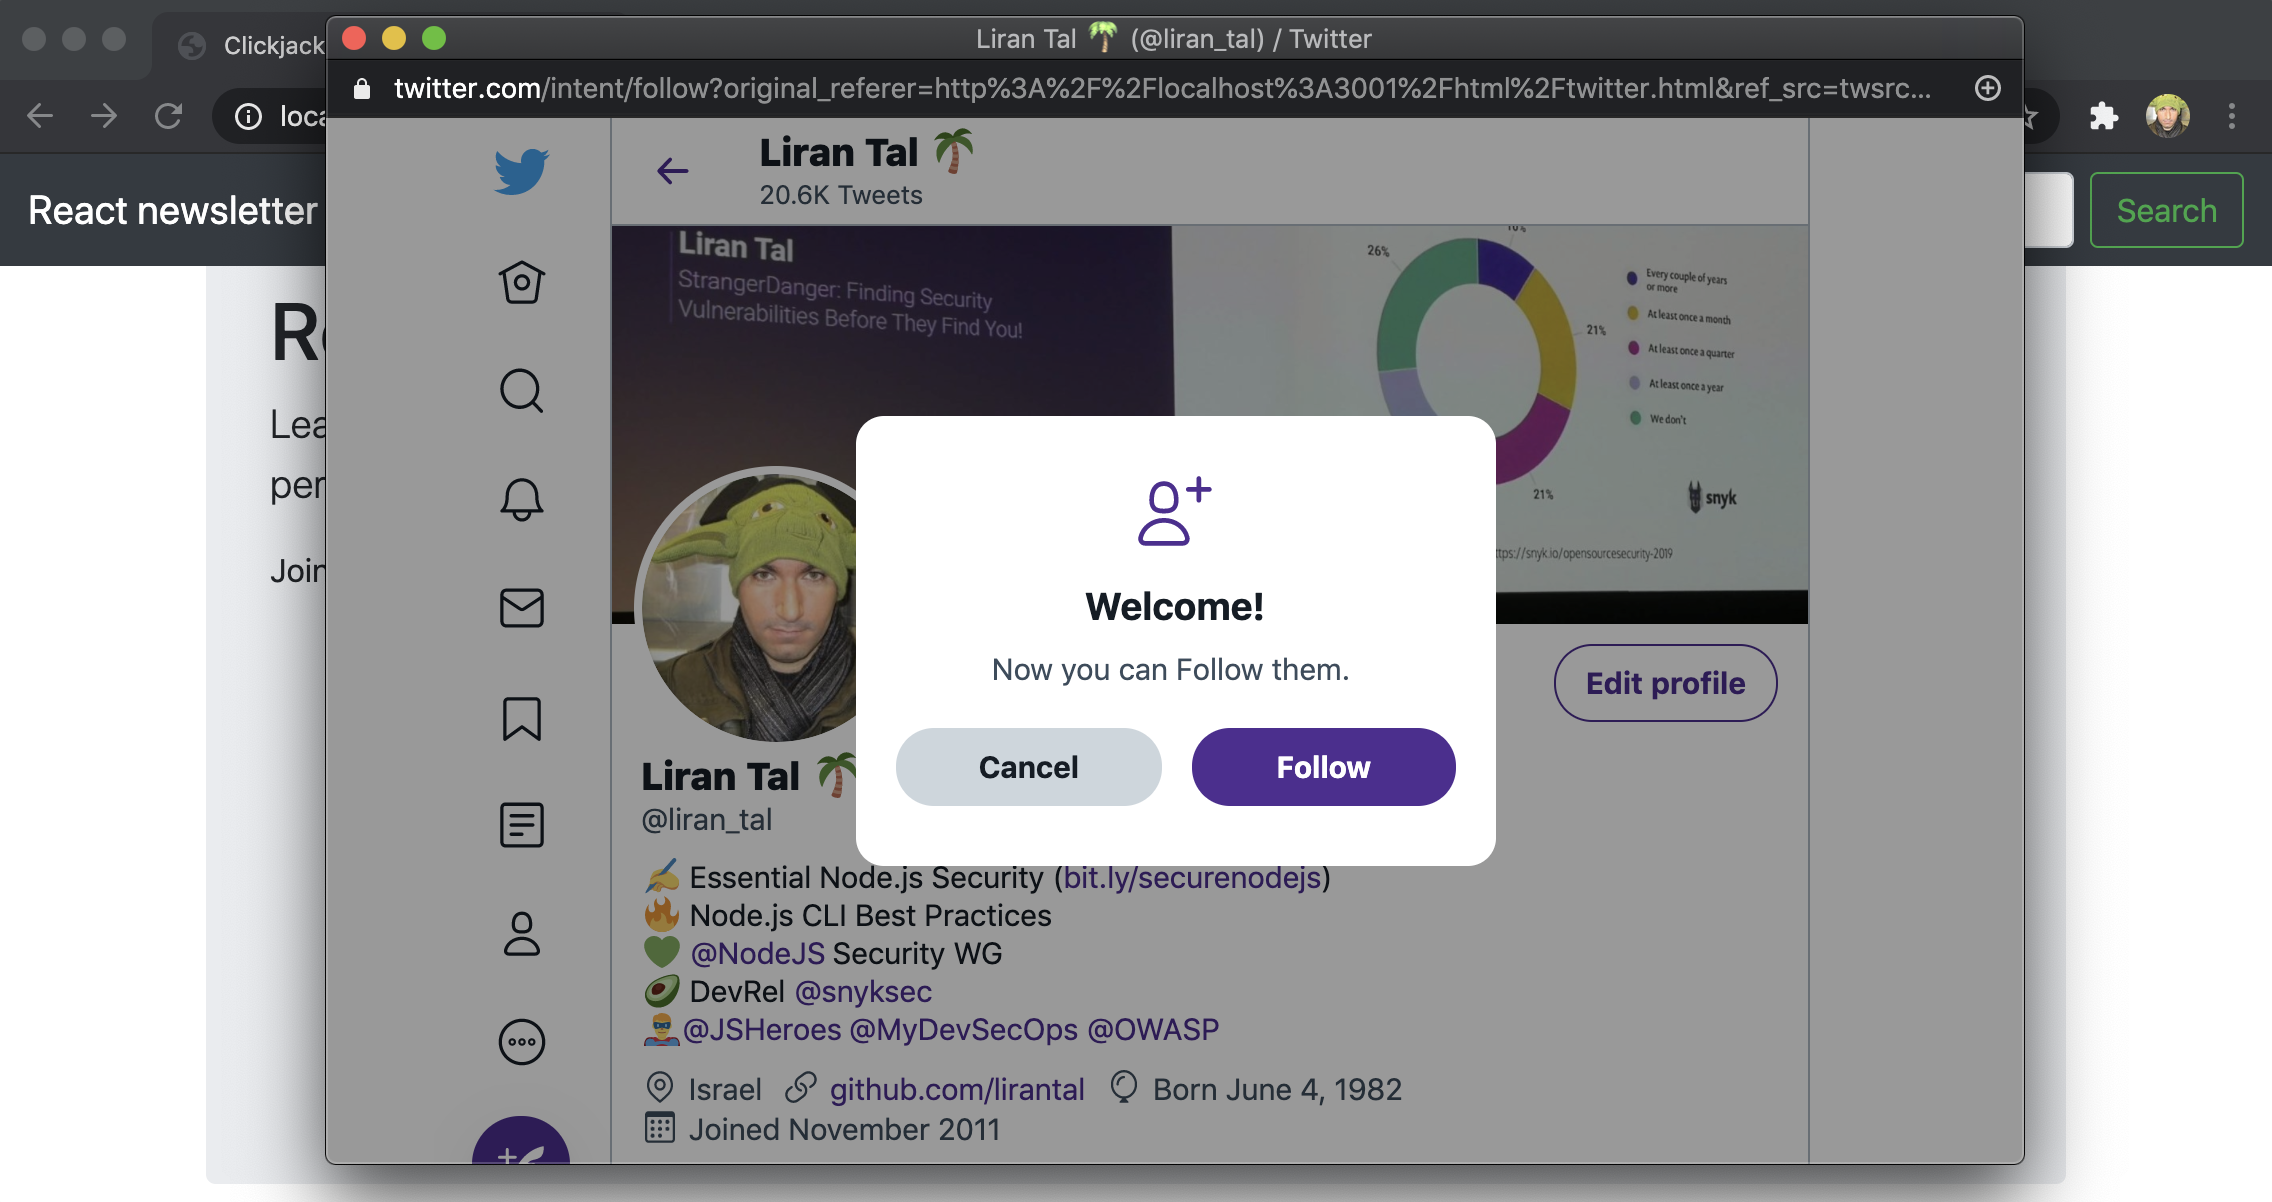 Clickjack
Liran Tal 🌴 (@liran_tal) / Twitter
twitter.com/intent/follow?original_referer=http%3A%2F%2Flocalhost%3A3001%2Fhtml%2Ftwitter.html&ref_src=twsrc...
loca
React newsletter
Search
Lea
per
Join
Liran Tal 🌴
20.6K Tweets
Liran Tal
StrangerDanger: Finding Security
Vulnerabilities Before They Find You!
26%
21%
21%
Every couple of years
or more
At least once a month
At least once a quarter
At least once a year
We don't
snyk
ttps://snyk.io/opensourcesecurity-2019
Welcome!
Now you can Follow them.
Cancel
Follow
Edit profile
Liran Tal 🌴
@liran_tal
✍️ Essential Node.js Security (bit.ly/securenodejs)
🔥 Node.js CLI Best Practices
💚 @NodeJS Security WG
🥑 DevRel @snyksec
🦸‍♂️@JSHeroes @MyDevSecOps @OWASP
Israel github.com/lirantal Born June 4, 1982
Joined November 2011